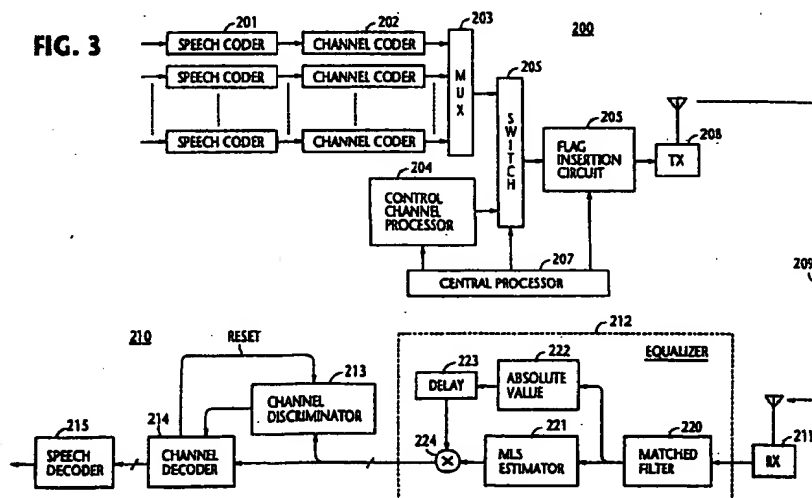 FIG. 3
200
201
202
203
SPEECH CODER
CHANNEL CODER
SPEECH CODER
CHANNEL CODER
SPEECH CODER
CHANNEL CODER
MUX
205
SWITCH
205
FLAG
INSERTION
CIRCUIT
208
TX
204
CONTROL
CHANNEL
PROCESSOR
207
CENTRAL PROCESSOR
209
210
RESET
212
EQUALIZER
213
CHANNEL
DISCRIMINATOR
223
DELAY
222
ABSOLUTE
VALUE
215
SPEECH
DECODER
214
CHANNEL
DECODER
224
X
221
MLS
ESTIMATOR
220
MATCHED
FILTER
211
RX